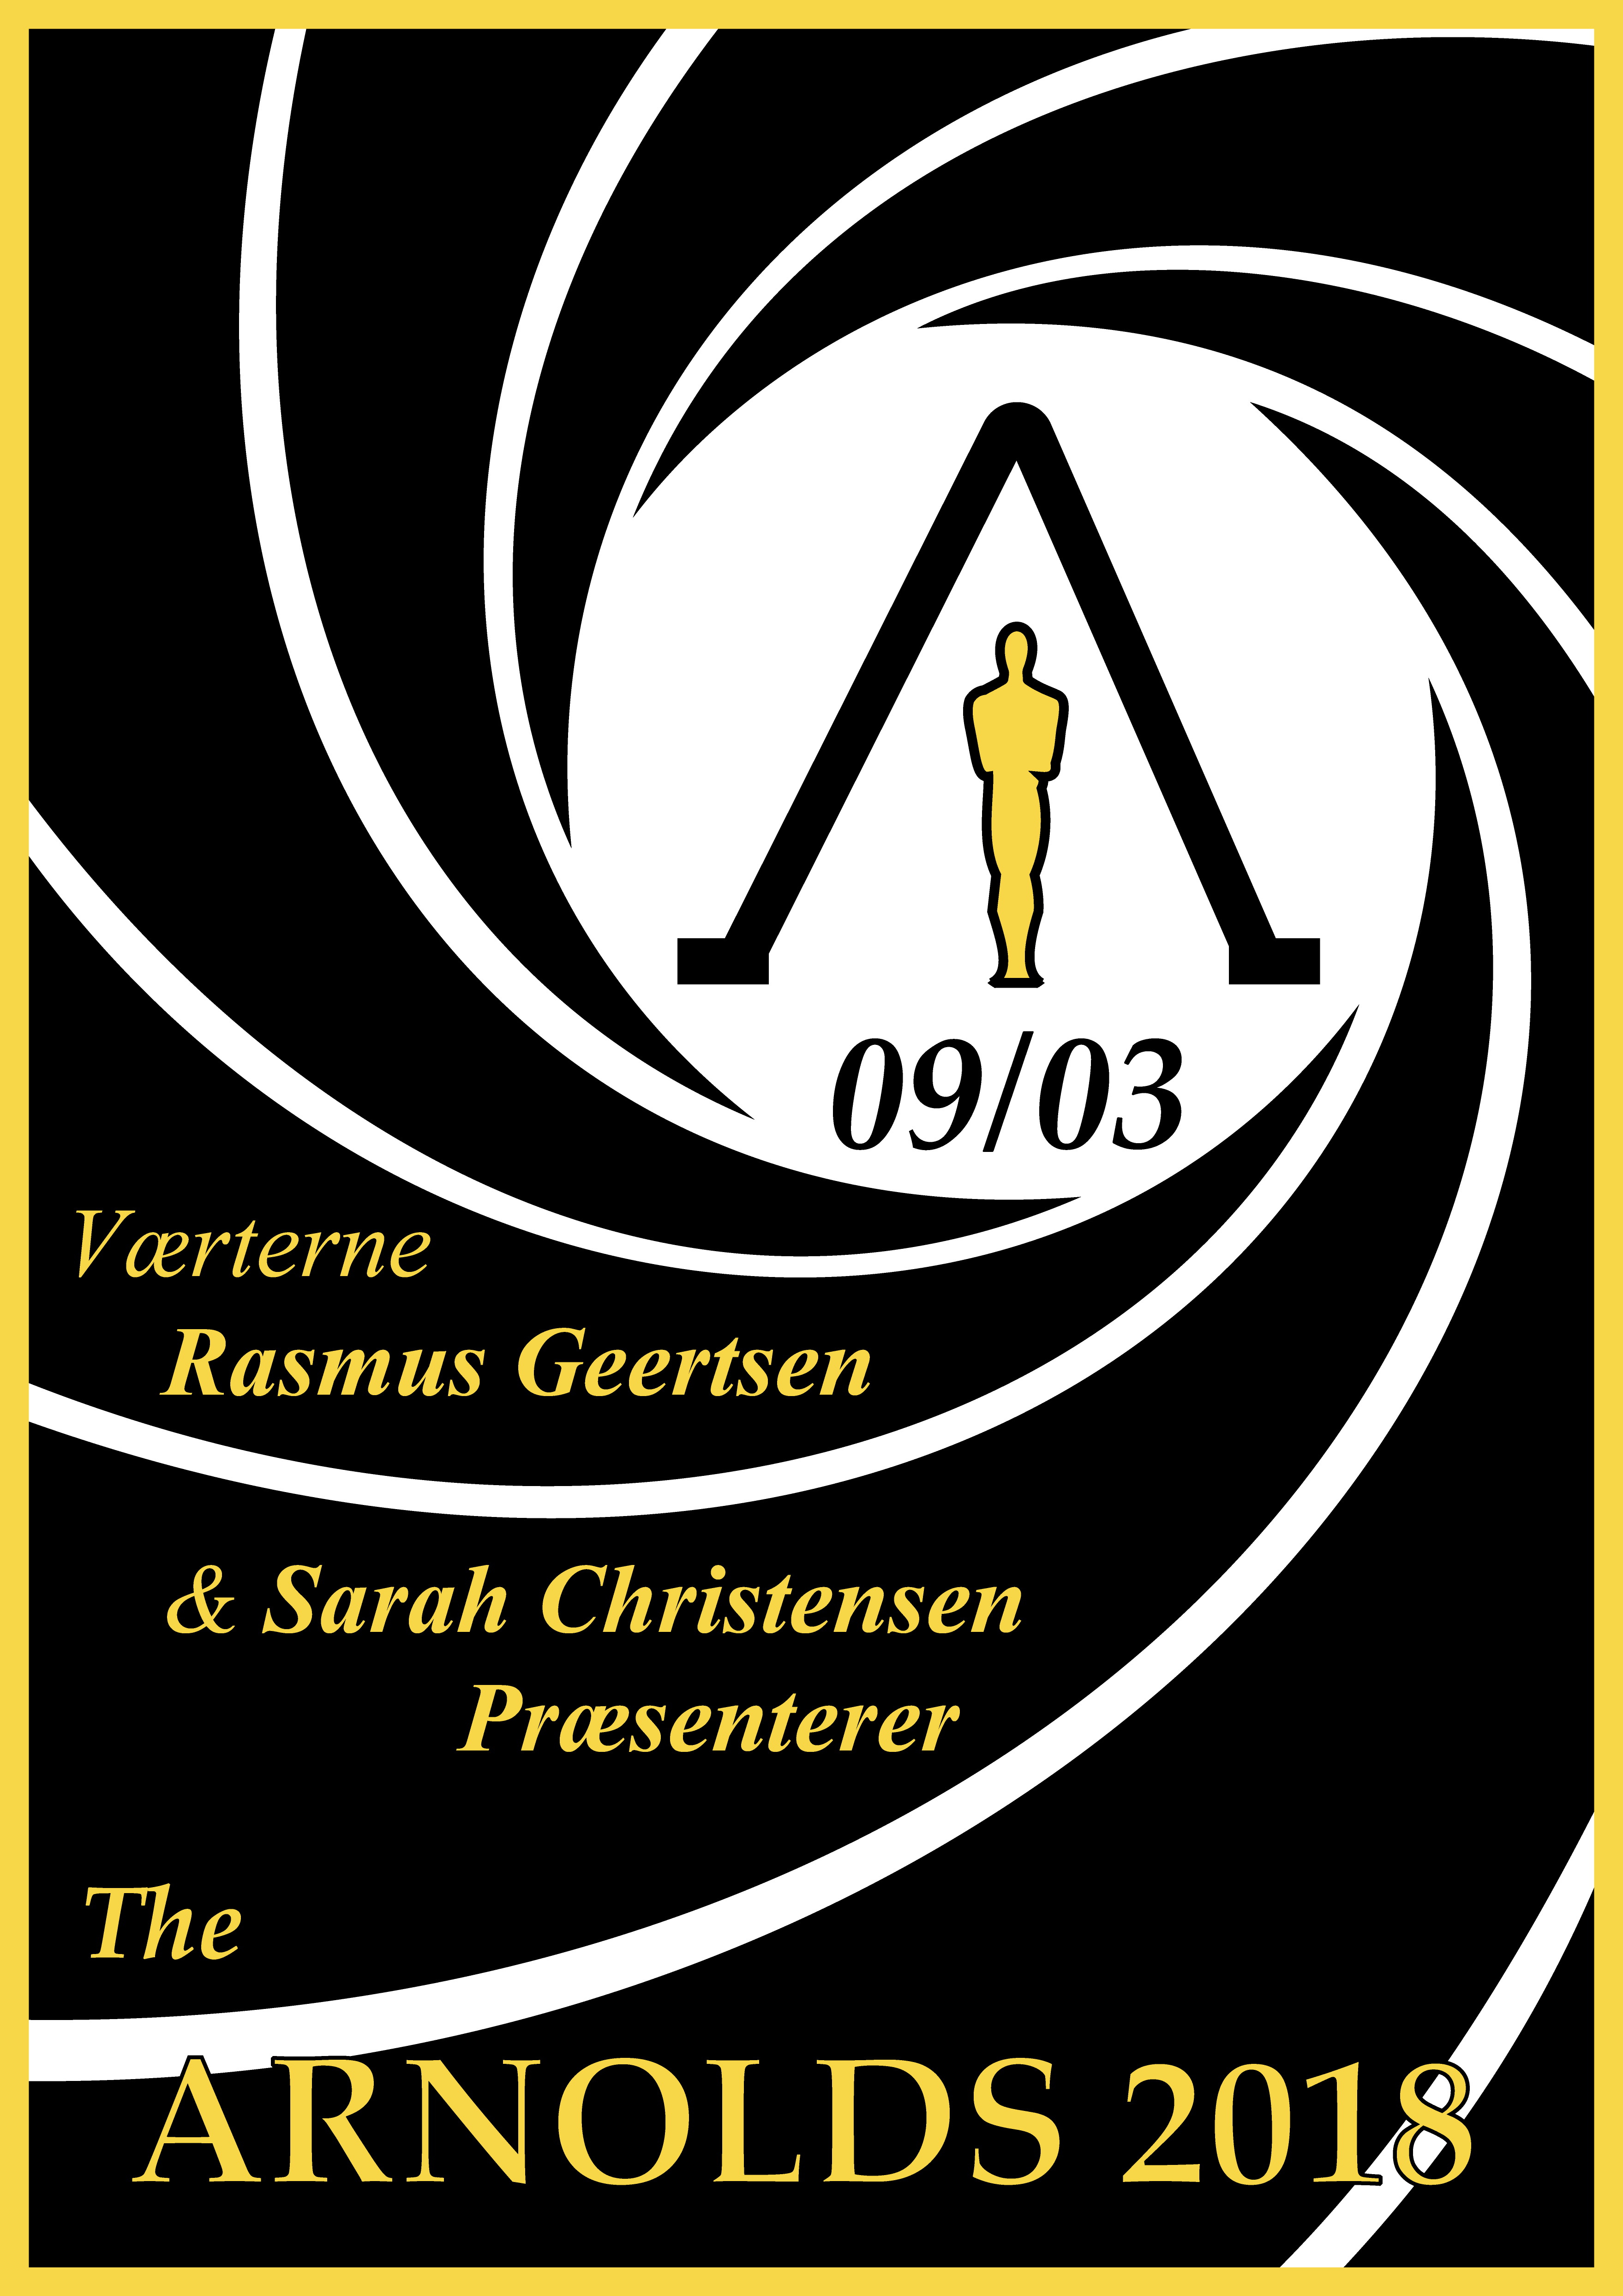 Λ
09/03
Værterne
Rasmus Geertsen
& Sarah Christensen
Præsenterer
The
ARNOLDS 2018